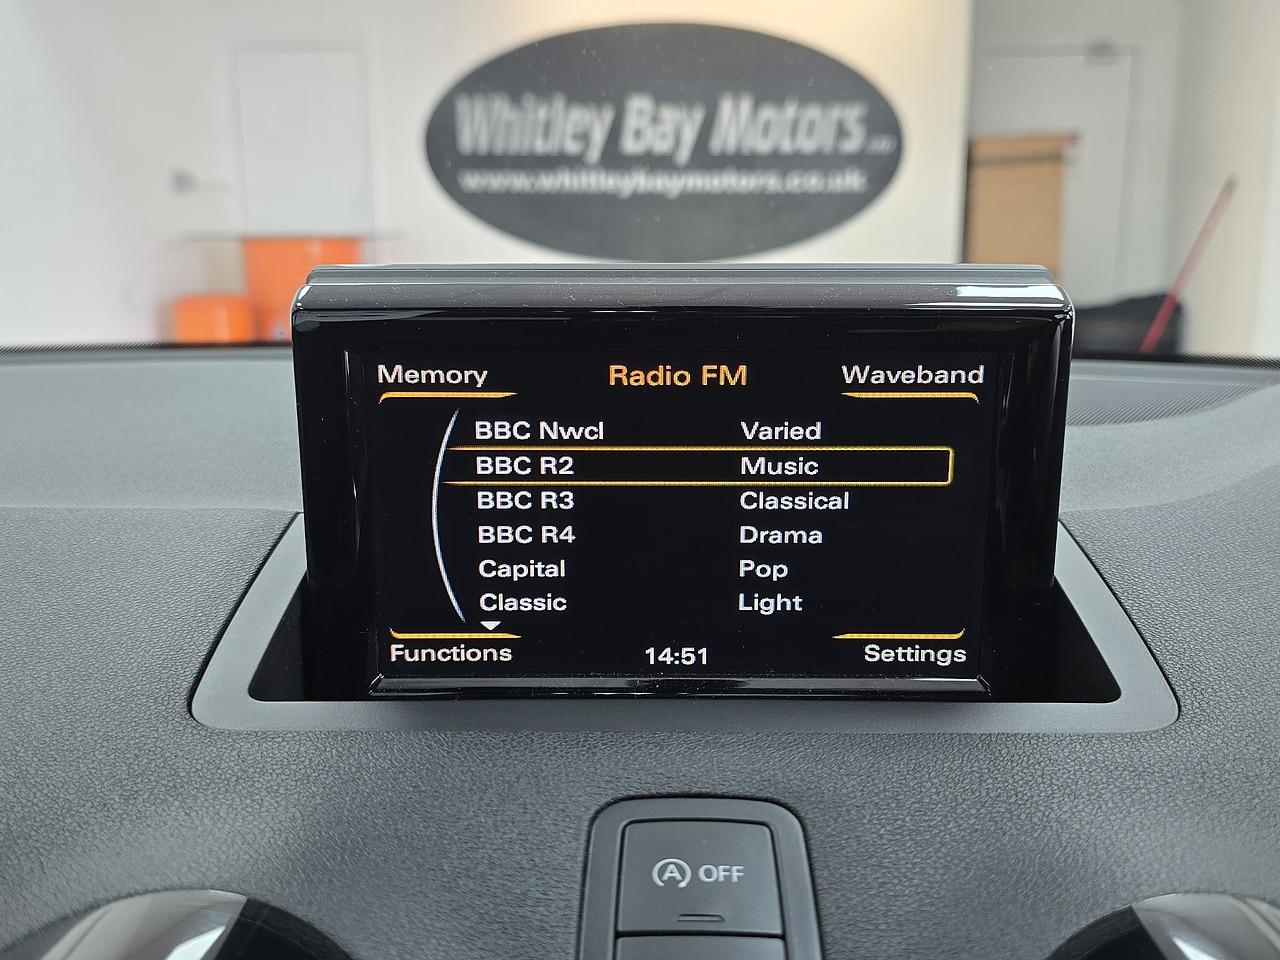 Whitley Bay Motors
www.whitleybaymotors.co.uk
Memory Radio FM Waveband
BBC Nwcl Varied
BBC R2 Music
BBC R3 Classical
BBC R4 Drama
Capital Pop
Classic Light
Functions 14:51 Settings
A OFF